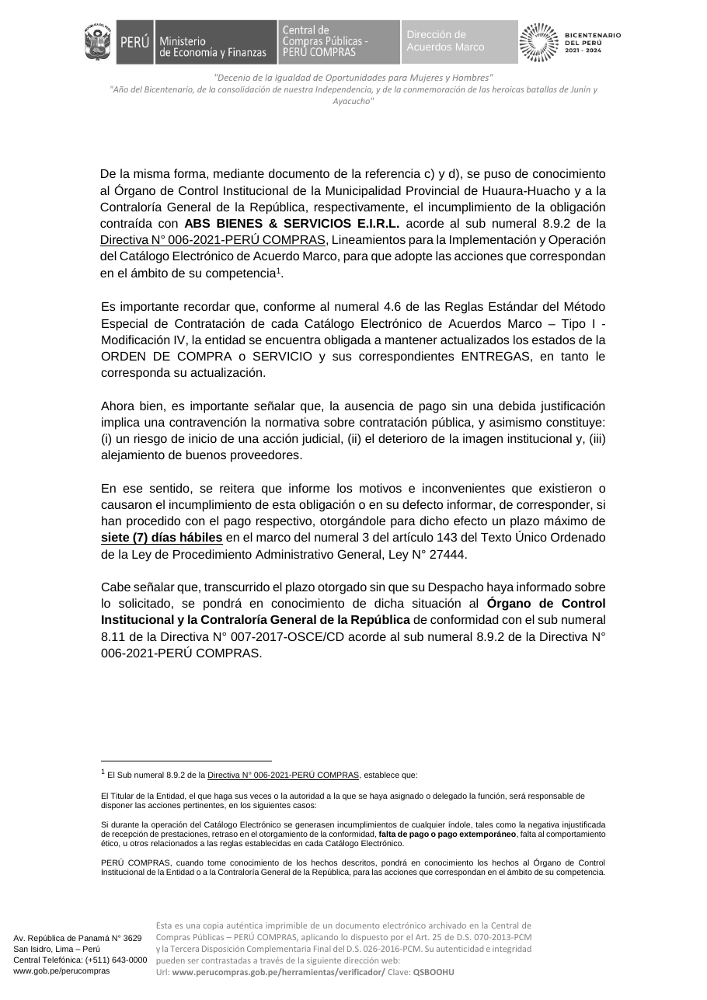 PERÚ
Ministerio
de Economía y Finanzas
Central de
Compras Públicas -
PERÚ COMPRAS
Dirección de
Acuerdos Marco
BICENTENARIO
DEL PERÚ
2021 - 2024
"Decenio de la Igualdad de Oportunidades para Mujeres y Hombres"
"Año del Bicentenario, de la consolidación de nuestra Independencia, y de la conmemoración de las heroicas batallas de Junín y
Ayacucho"
De la misma forma, mediante documento de la referencia c) y d), se puso de conocimiento
al Órgano de Control Institucional de la Municipalidad Provincial de Huaura-Huacho y a la
Contraloría General de la República, respectivamente, el incumplimiento de la obligación
contraída con ABS BIENES & SERVICIOS E.I.R.L. acorde al sub numeral 8.9.2 de la
Directiva N° 006-2021-PERÚ COMPRAS, Lineamientos para la Implementación y Operación
del Catálogo Electrónico de Acuerdo Marco, para que adopte las acciones que correspondan
en el ámbito de su competencia1.
Es importante recordar que, conforme al numeral 4.6 de las Reglas Estándar del Método
Especial de Contratación de cada Catálogo Electrónico de Acuerdos Marco – Tipo I -
Modificación IV, la entidad se encuentra obligada a mantener actualizados los estados de la
ORDEN DE COMPRA o SERVICIO y sus correspondientes ENTREGAS, en tanto le
corresponda su actualización.
Ahora bien, es importante señalar que, la ausencia de pago sin una debida justificación
implica una contravención la normativa sobre contratación pública, y asimismo constituye:
(i) un riesgo de inicio de una acción judicial, (ii) el deterioro de la imagen institucional y, (iii)
alejamiento de buenos proveedores.
En ese sentido, se reitera que informe los motivos e inconvenientes que existieron o
causaron el incumplimiento de esta obligación o en su defecto informar, de corresponder, si
han procedido con el pago respectivo, otorgándole para dicho efecto un plazo máximo de
siete (7) días hábiles en el marco del numeral 3 del artículo 143 del Texto Único Ordenado
de la Ley de Procedimiento Administrativo General, Ley N° 27444.
Cabe señalar que, transcurrido el plazo otorgado sin que su Despacho haya informado sobre
lo solicitado, se pondrá en conocimiento de dicha situación al Órgano de Control
Institucional y la Contraloría General de la República de conformidad con el sub numeral
8.11 de la Directiva N° 007-2017-OSCE/CD acorde al sub numeral 8.9.2 de la Directiva N°
006-2021-PERÚ COMPRAS.
1 El Sub numeral 8.9.2 de la Directiva N° 006-2021-PERÚ COMPRAS, establece que:
El Titular de la Entidad, el que haga sus veces o la autoridad a la que se haya asignado o delegado la función, será responsable de
disponer las acciones pertinentes, en los siguientes casos:
Si durante la operación del Catálogo Electrónico se generasen incumplimientos de cualquier índole, tales como la negativa injustificada
de recepción de prestaciones, retraso en el otorgamiento de la conformidad, falta de pago o pago extemporáneo, falta al comportamiento
ético, u otros relacionados a las reglas establecidas en cada Catálogo Electrónico.
PERÚ COMPRAS, cuando tome conocimiento de los hechos descritos, pondrá en conocimiento los hechos al Órgano de Control
Institucional de la Entidad o a la Contraloría General de la República, para las acciones que correspondan en el ámbito de su competencia.
Av. República de Panamá N° 3629
San Isidro, Lima – Perú
Central Telefónica: (+511) 643-0000
www.gob.pe/perucompras
Esta es una copia auténtica imprimible de un documento electrónico archivado en la Central de
Compras Públicas – PERÚ COMPRAS, aplicando lo dispuesto por el Art. 25 de D.S. 070-2013-PCM
y la Tercera Disposición Complementaria Final del D.S. 026-2016-PCM. Su autenticidad e integridad
pueden ser contrastadas a través de la siguiente dirección web:
Url: www.perucompras.gob.pe/herramientas/verificador/ Clave: QSBOOHU